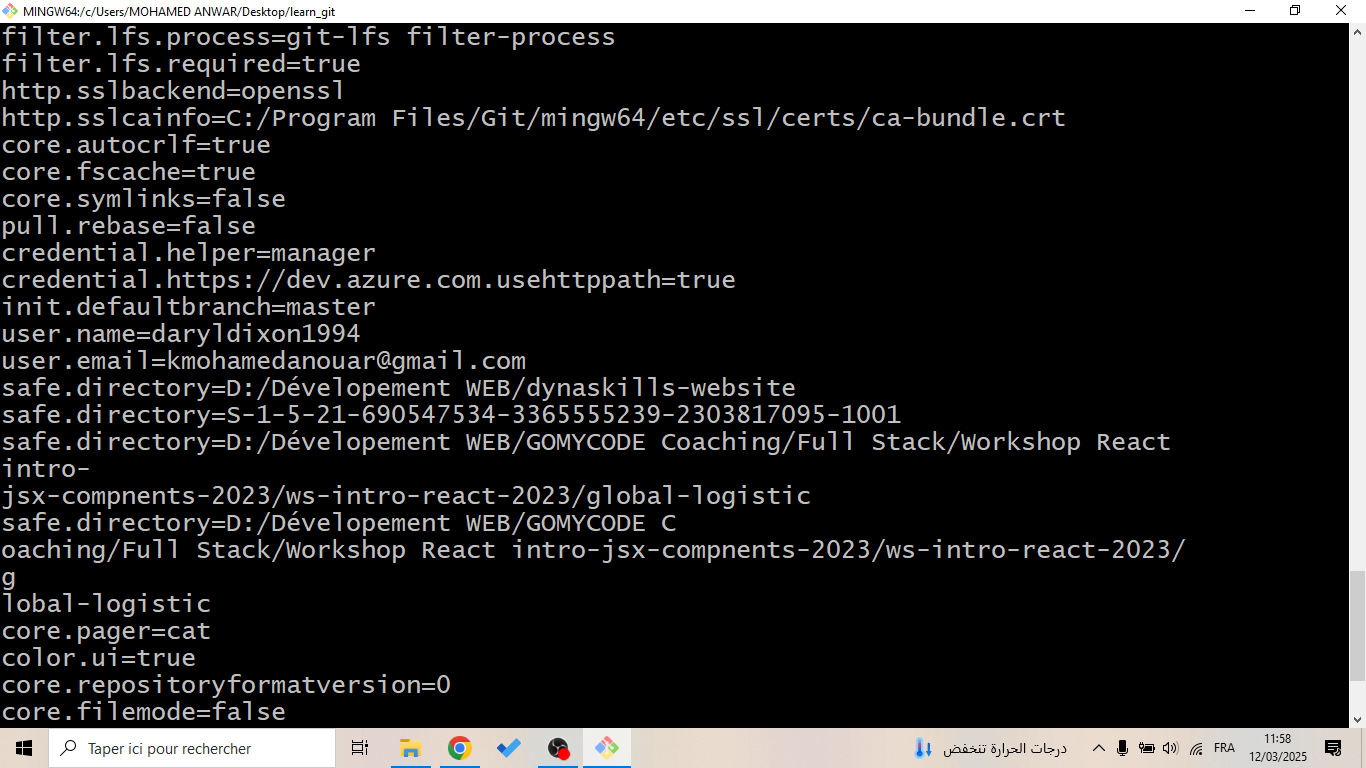 MINGW64:/c/Users/MOHAMED ANWAR/Desktop/learn_git
filter.lfs.process=git-lfs filter-process
filter.lfs.required=true
http.sslbackend=openssl
http.sslcainfo=C:/Program Files/Git/mingw64/etc/ssl/certs/ca-bundle.crt
core.autocrlf=true
core.fscache=true
core.symlinks=false
pull.rebase=false
credential.helper=manager
credential.https://dev.azure.com.usehttppath=true
init.defaultbranch=master
user.name=daryldixon1994
user.email=kmohamedanouar@gmail.com
safe.directory=D:/Dévelopement WEB/dynaskills-website
safe.directory=S-1-5-21-690547534-3365555239-2303817095-1001
safe.directory=D:/Dévelopement WEB/GOMYCODE Coaching/Full Stack/Workshop React
intro-
jsx-compnents-2023/ws-intro-react-2023/global-logistic
safe.directory=D:/Dévelopement WEB/GOMYCODE C
oaching/Full Stack/Workshop React intro-jsx-compnents-2023/ws-intro-react-2023/
g
lobal-logistic
core.pager=cat
color.ui=true
core.repositoryformatversion=0
core.filemode=false
Taper ici pour rechercher
درجات الحرارة تنخفض
FRA
11:58
12/03/2025